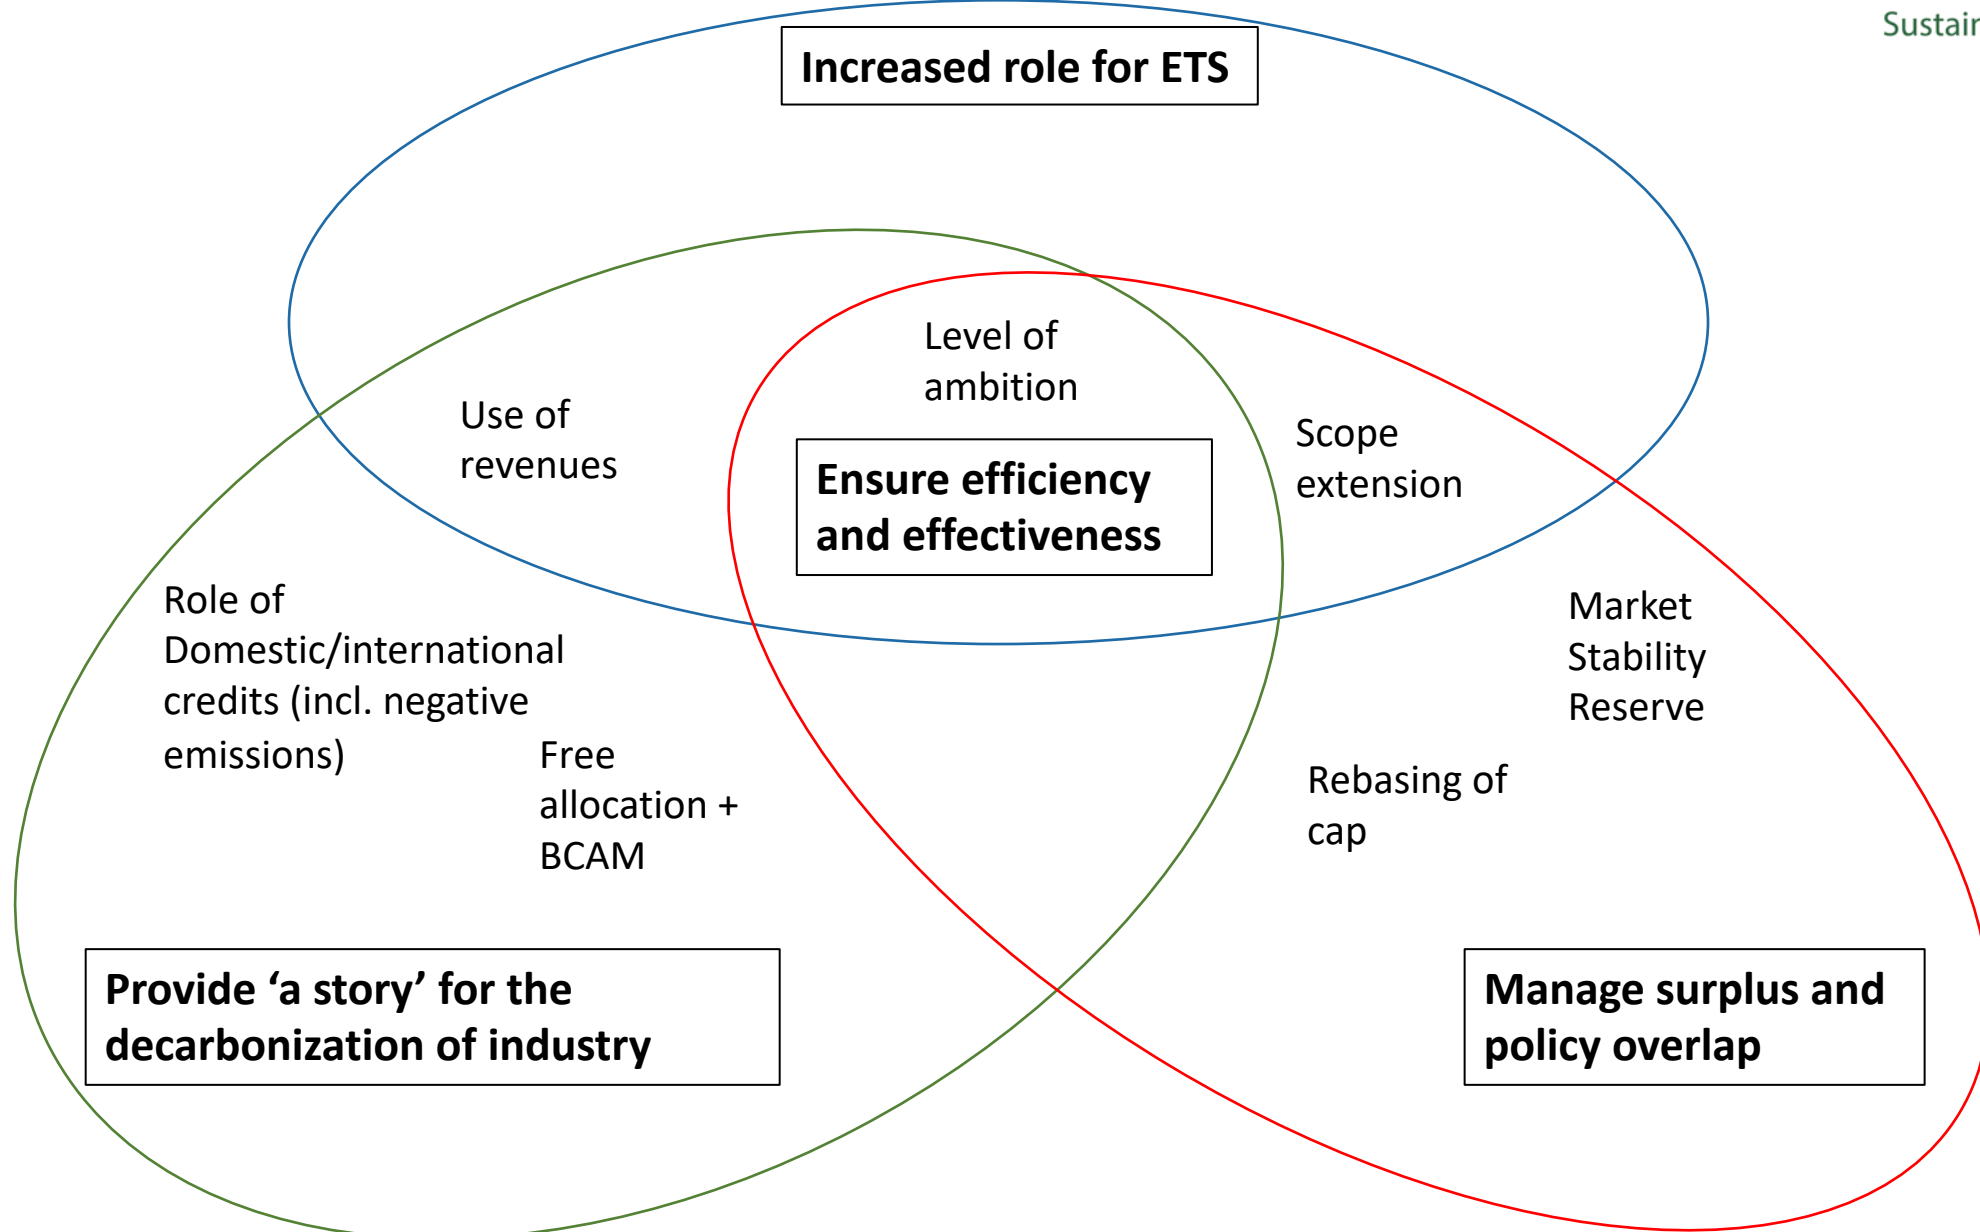 Increased role for ETS
Level of
ambition
Use of
revenues
Scope
extension
Ensure efficiency
and effectiveness
Role of
Domestic/international
credits (incl. negative
emissions)
Market
Stability
Reserve
Free
allocation +
BCAM
Rebasing of
cap
Provide ‘a story’ for the
decarbonization of industry
Manage surplus and
policy overlap